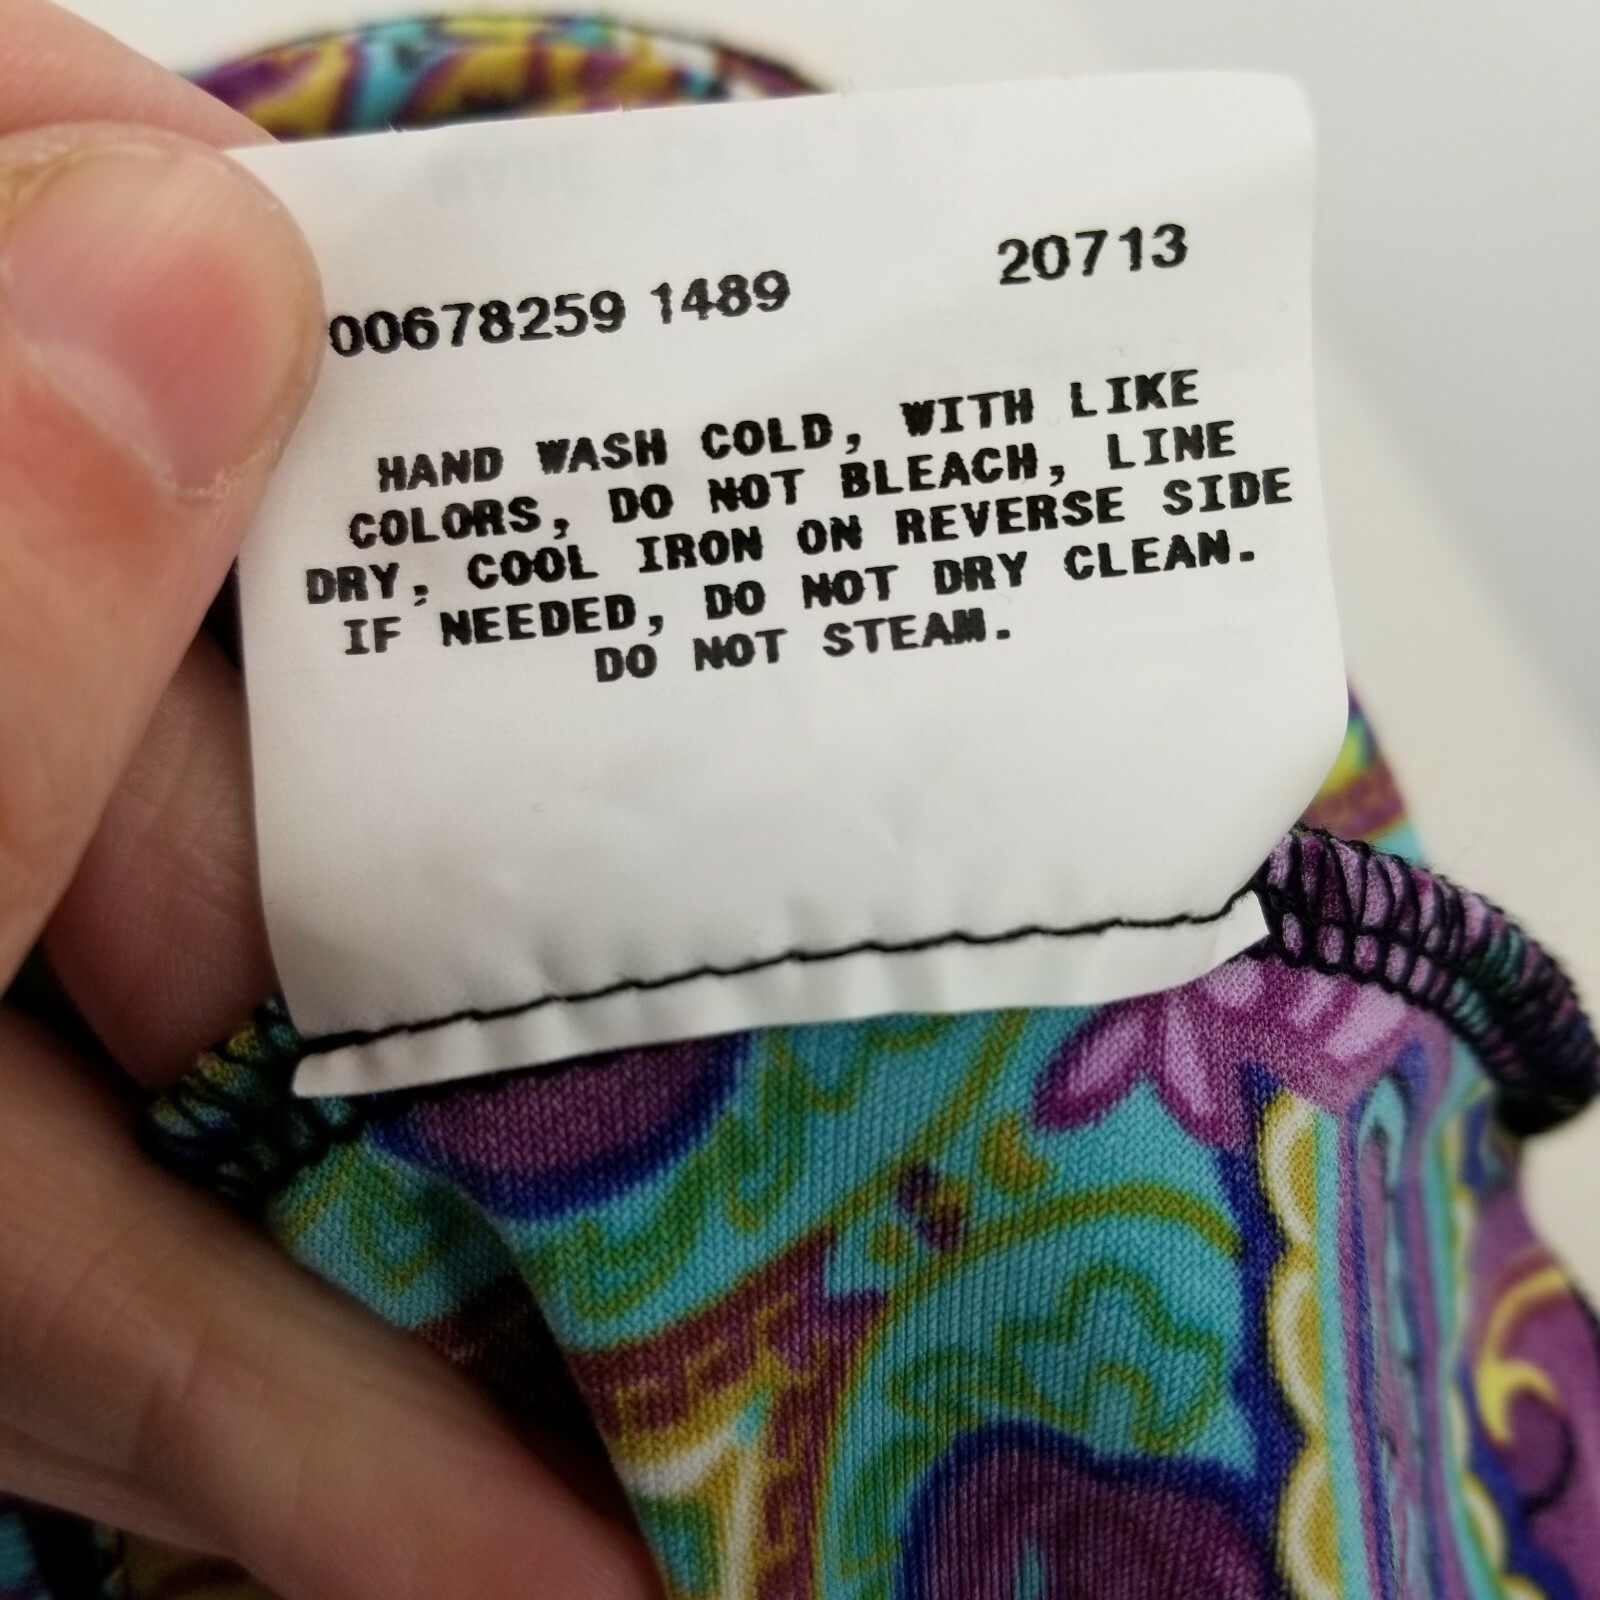 00678259 1489 20713
HAND WASH COLD, WITH LIKE
COLORS, DO NOT BLEACH, LINE
DRY, COOL IRON ON REVERSE SIDE
IF NEEDED, DO NOT DRY CLEAN.
DO NOT STEAM.